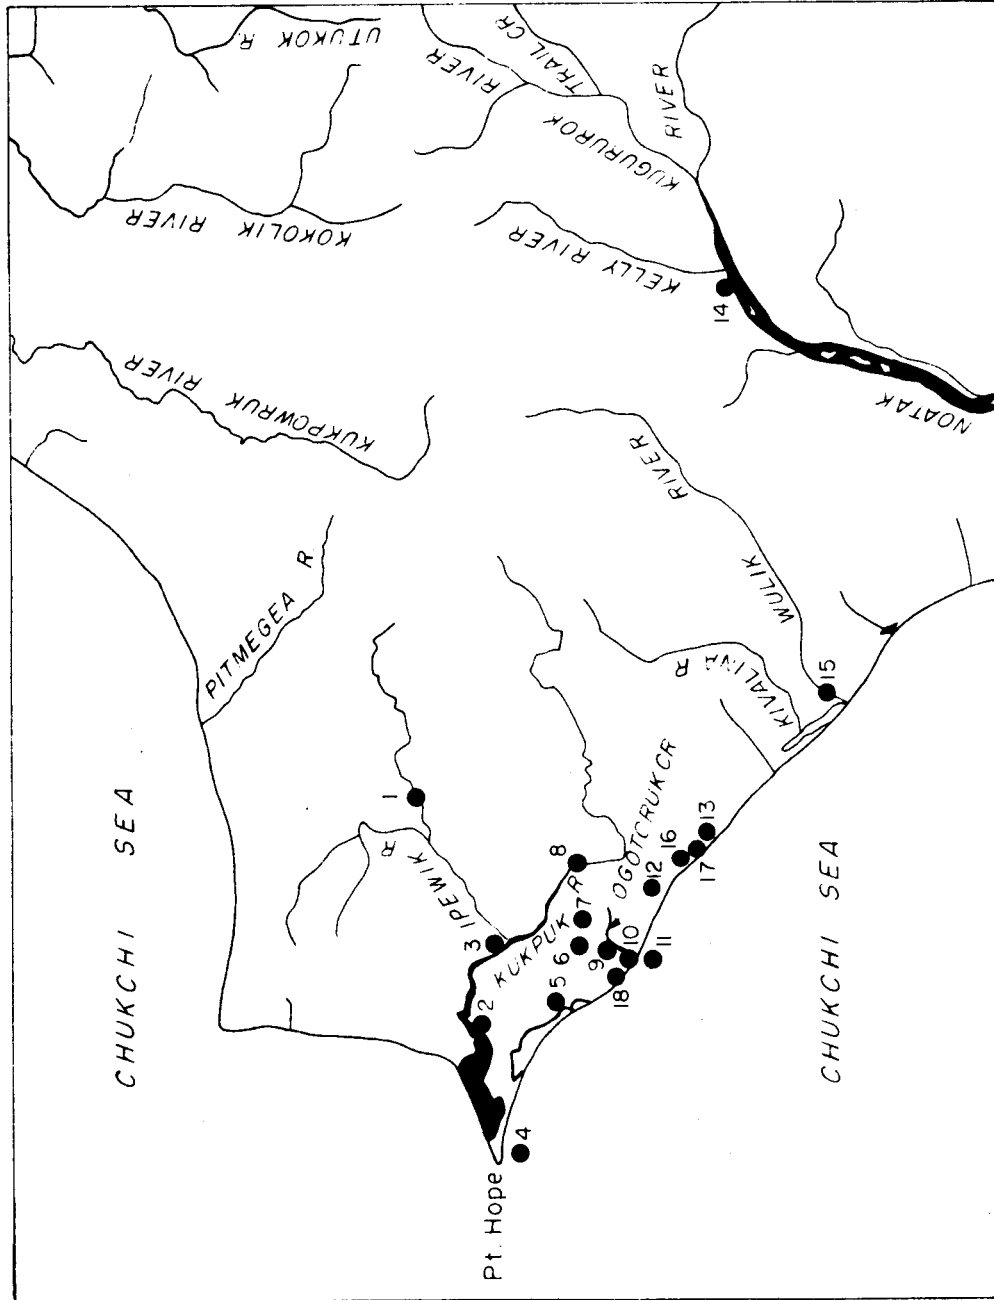 CHUKCHI SEA
PITMEGEA R
KUKPOWRUK RIVER
KOKOLIK RIVER
UTUKOK R.
RIVER
TRAIL CR
KUGURUROK
RIVER
KELLY RIVER
14
NOATAK
RIVER
WULIK
KIVALINA R
15
1
IPEWIK R
3
8
KUKPUK R
7
6
2
5
9
OGOTORUK CR
10
11
18
12
16
17
13
4
Pt. Hope
CHUKCHI SEA